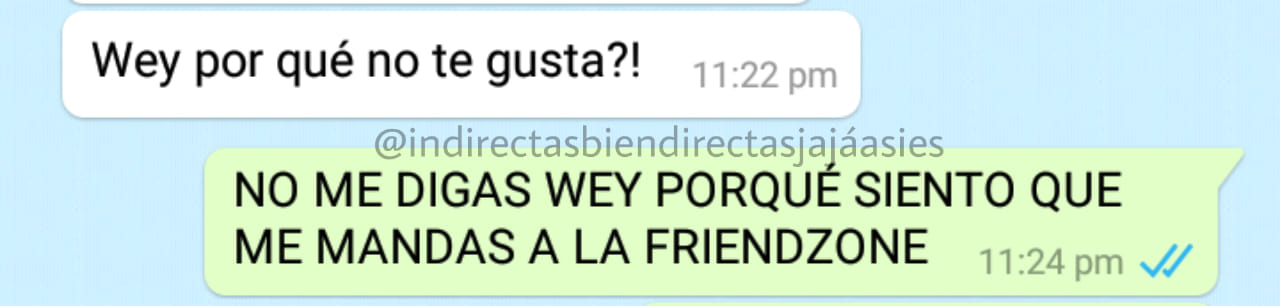 Wey por qué no te gusta?! 11:22 pm
@indirectasbiendirectasjajáasies
NO ME DIGAS WEY PORQUÉ SIENTO QUE
ME MANDAS A LA FRIENDZONE 11:24 pm